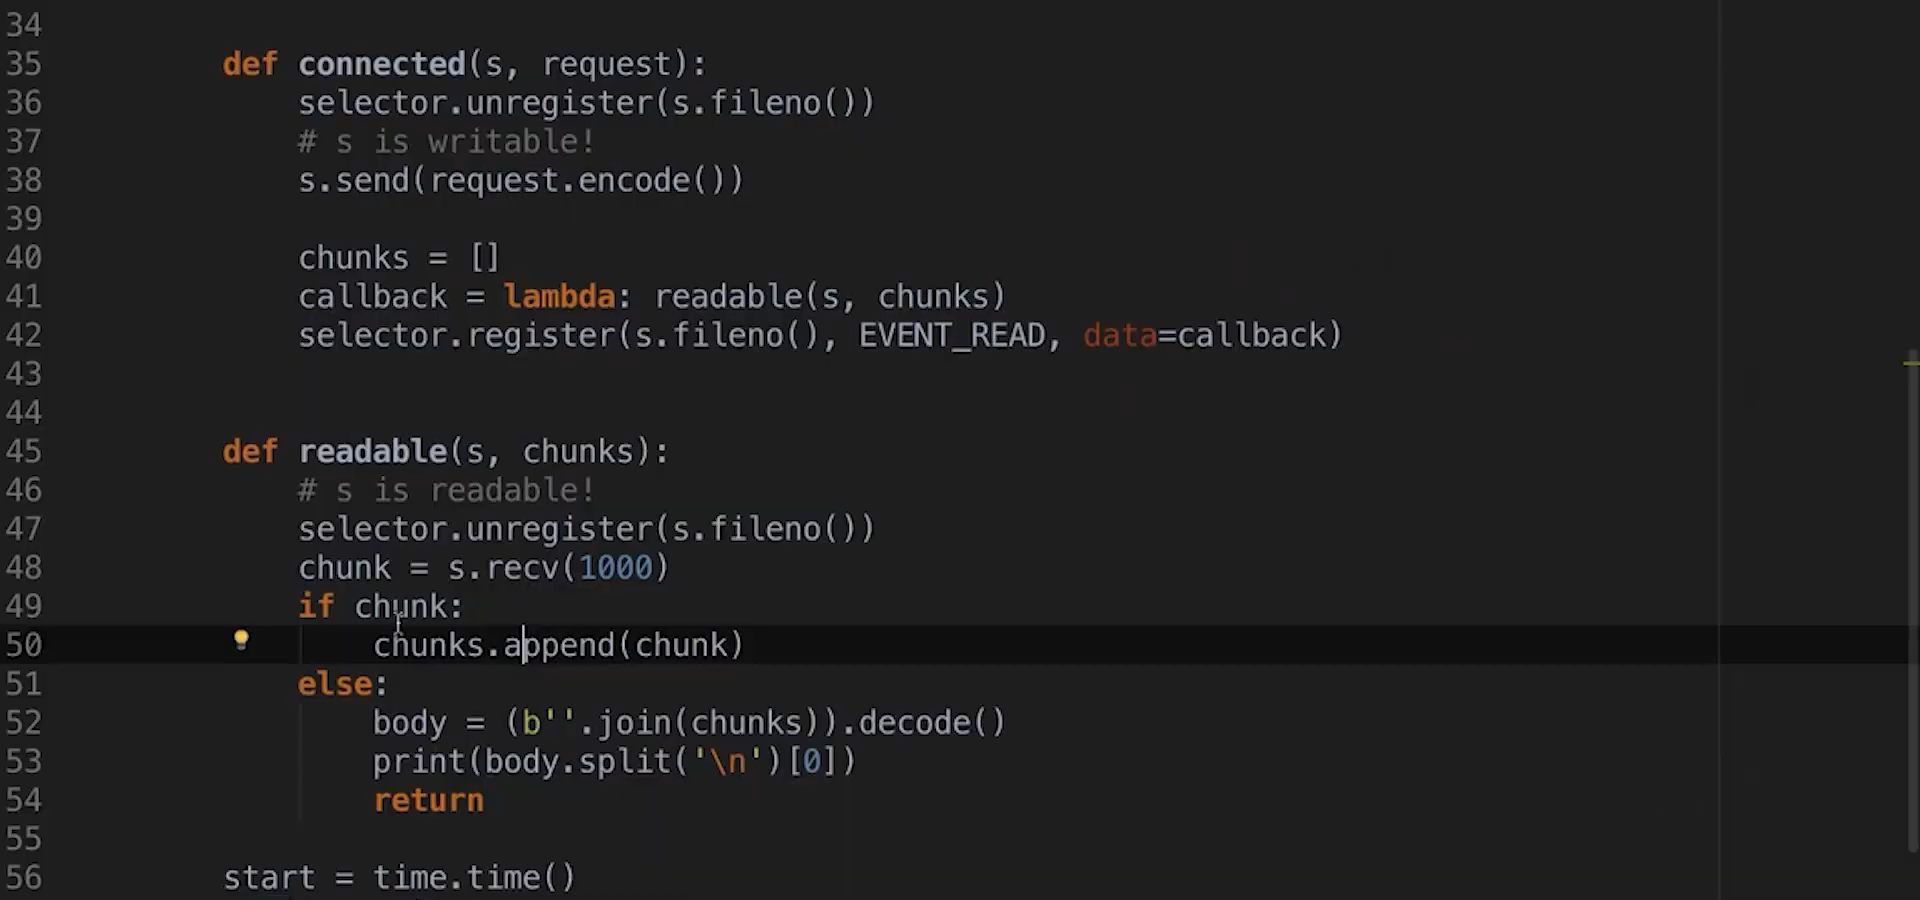 34
35 def connected(s, request):
36 selector.unregister(s.fileno())
37 # s is writable!
38 s.send(request.encode())
39
40 chunks = []
41 callback = lambda: readable(s, chunks)
42 selector.register(s.fileno(), EVENT_READ, data=callback)
43
44
45 def readable(s, chunks):
46 # s is readable!
47 selector.unregister(s.fileno())
48 chunk = s.recv(1000)
49 if chunk:
50 chunks.append(chunk)
51 else:
52 body = (b''.join(chunks)).decode()
53 print(body.split('\n')[0])
54 return
55
56 start = time.time()